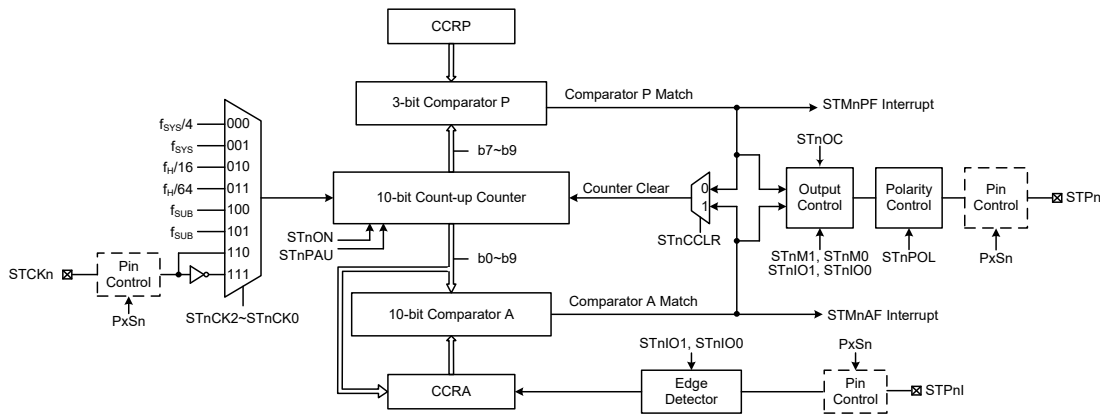 CCRP
3-bit Comparator P
Comparator P Match
STMnPF Interrupt
b7~b9
fSYS/4
000
fSYS
001
fH/16
010
fH/64
011
fSUB
100
fSUB
101
110
111
10-bit Count-up Counter
Counter Clear
0
1
STnCCLR
STnOC
Output
Control
Polarity
Control
Pin
Control
STPn
STnM1, STnM0
STnIO1, STnIO0
STnPOL
PxSn
STnON
STnPAU
b0~b9
STCKn
Pin
Control
PxSn
STnCK2~STnCK0
10-bit Comparator A
Comparator A Match
STMnAF Interrupt
STnIO1, STnIO0
PxSn
CCRA
Edge
Detector
Pin
Control
STPnI